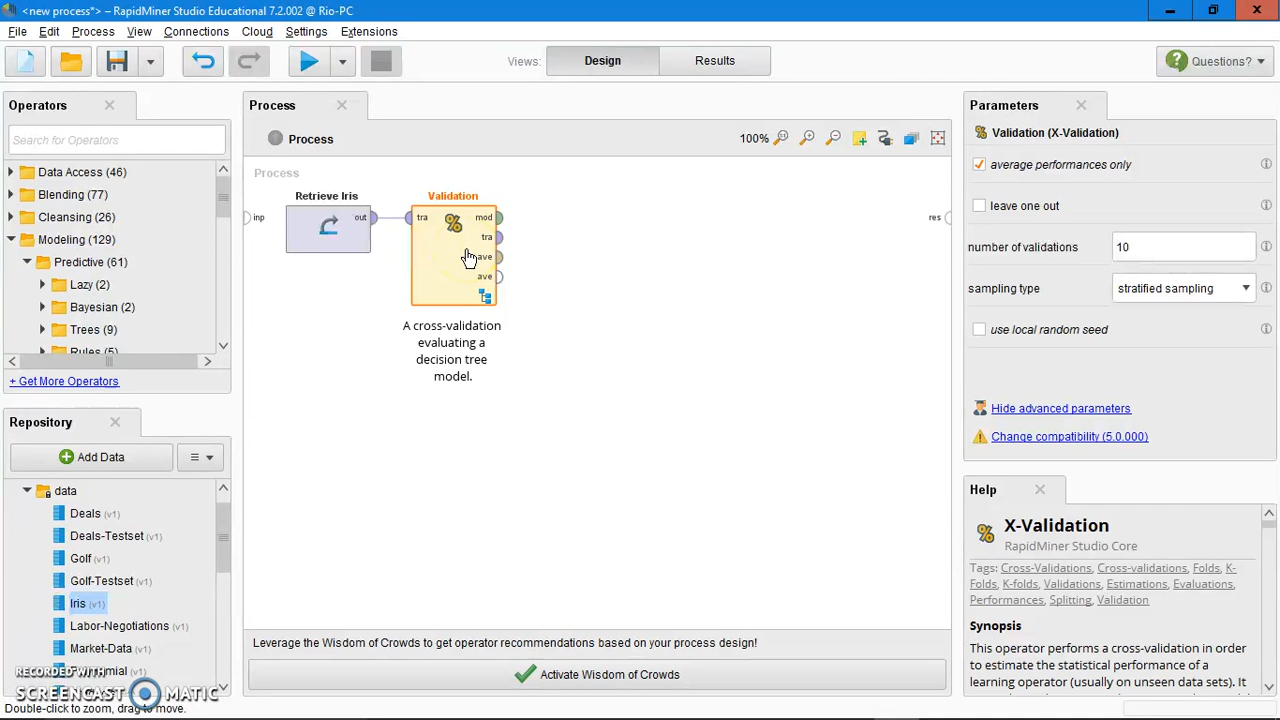 <new process*> – RapidMiner Studio Educational 7.2.002 @ Rio-PC
File Edit Process View Connections Cloud Settings Extensions
Views: Design Results Questions?
Operators
Search for Operators
Data Access (46)
Blending (77)
Cleansing (26)
Modeling (129)
Predictive (61)
Lazy (2)
Bayesian (2)
Trees (9)
Rules (5)
+ Get More Operators
Repository
Add Data
data
Deals (v1)
Deals-Testset (v1)
Golf (v1)
Golf-Testset (v1)
Iris (v1)
Labor-Negotiations (v1)
Market-Data (v1)
(v1)
RECORDED WITH
SCREENCAST MATIC
Double-click to zoom, drag to move.
Process
Process
100%
Process
Retrieve Iris
inp
out
Validation
tra mod
tra
ave
ave
res
A cross-validation
evaluating a
decision tree
model.
Leverage the Wisdom of Crowds to get operator recommendations based on your process design!
Activate Wisdom of Crowds
Parameters
Validation (X-Validation)
average performances only
leave one out
number of validations 10
sampling type stratified sampling
use local random seed
Hide advanced parameters
Change compatibility (5.0.000)
Help
X-Validation
RapidMiner Studio Core
Tags: Cross-Validations, Cross-validations, Folds, K-
Folds, K-folds, Validations, Estimations, Evaluations,
Performances, Splitting, Validation
Synopsis
This operator performs a cross-validation in
order to estimate the statistical performance of a
learning operator (usually on unseen data sets). It